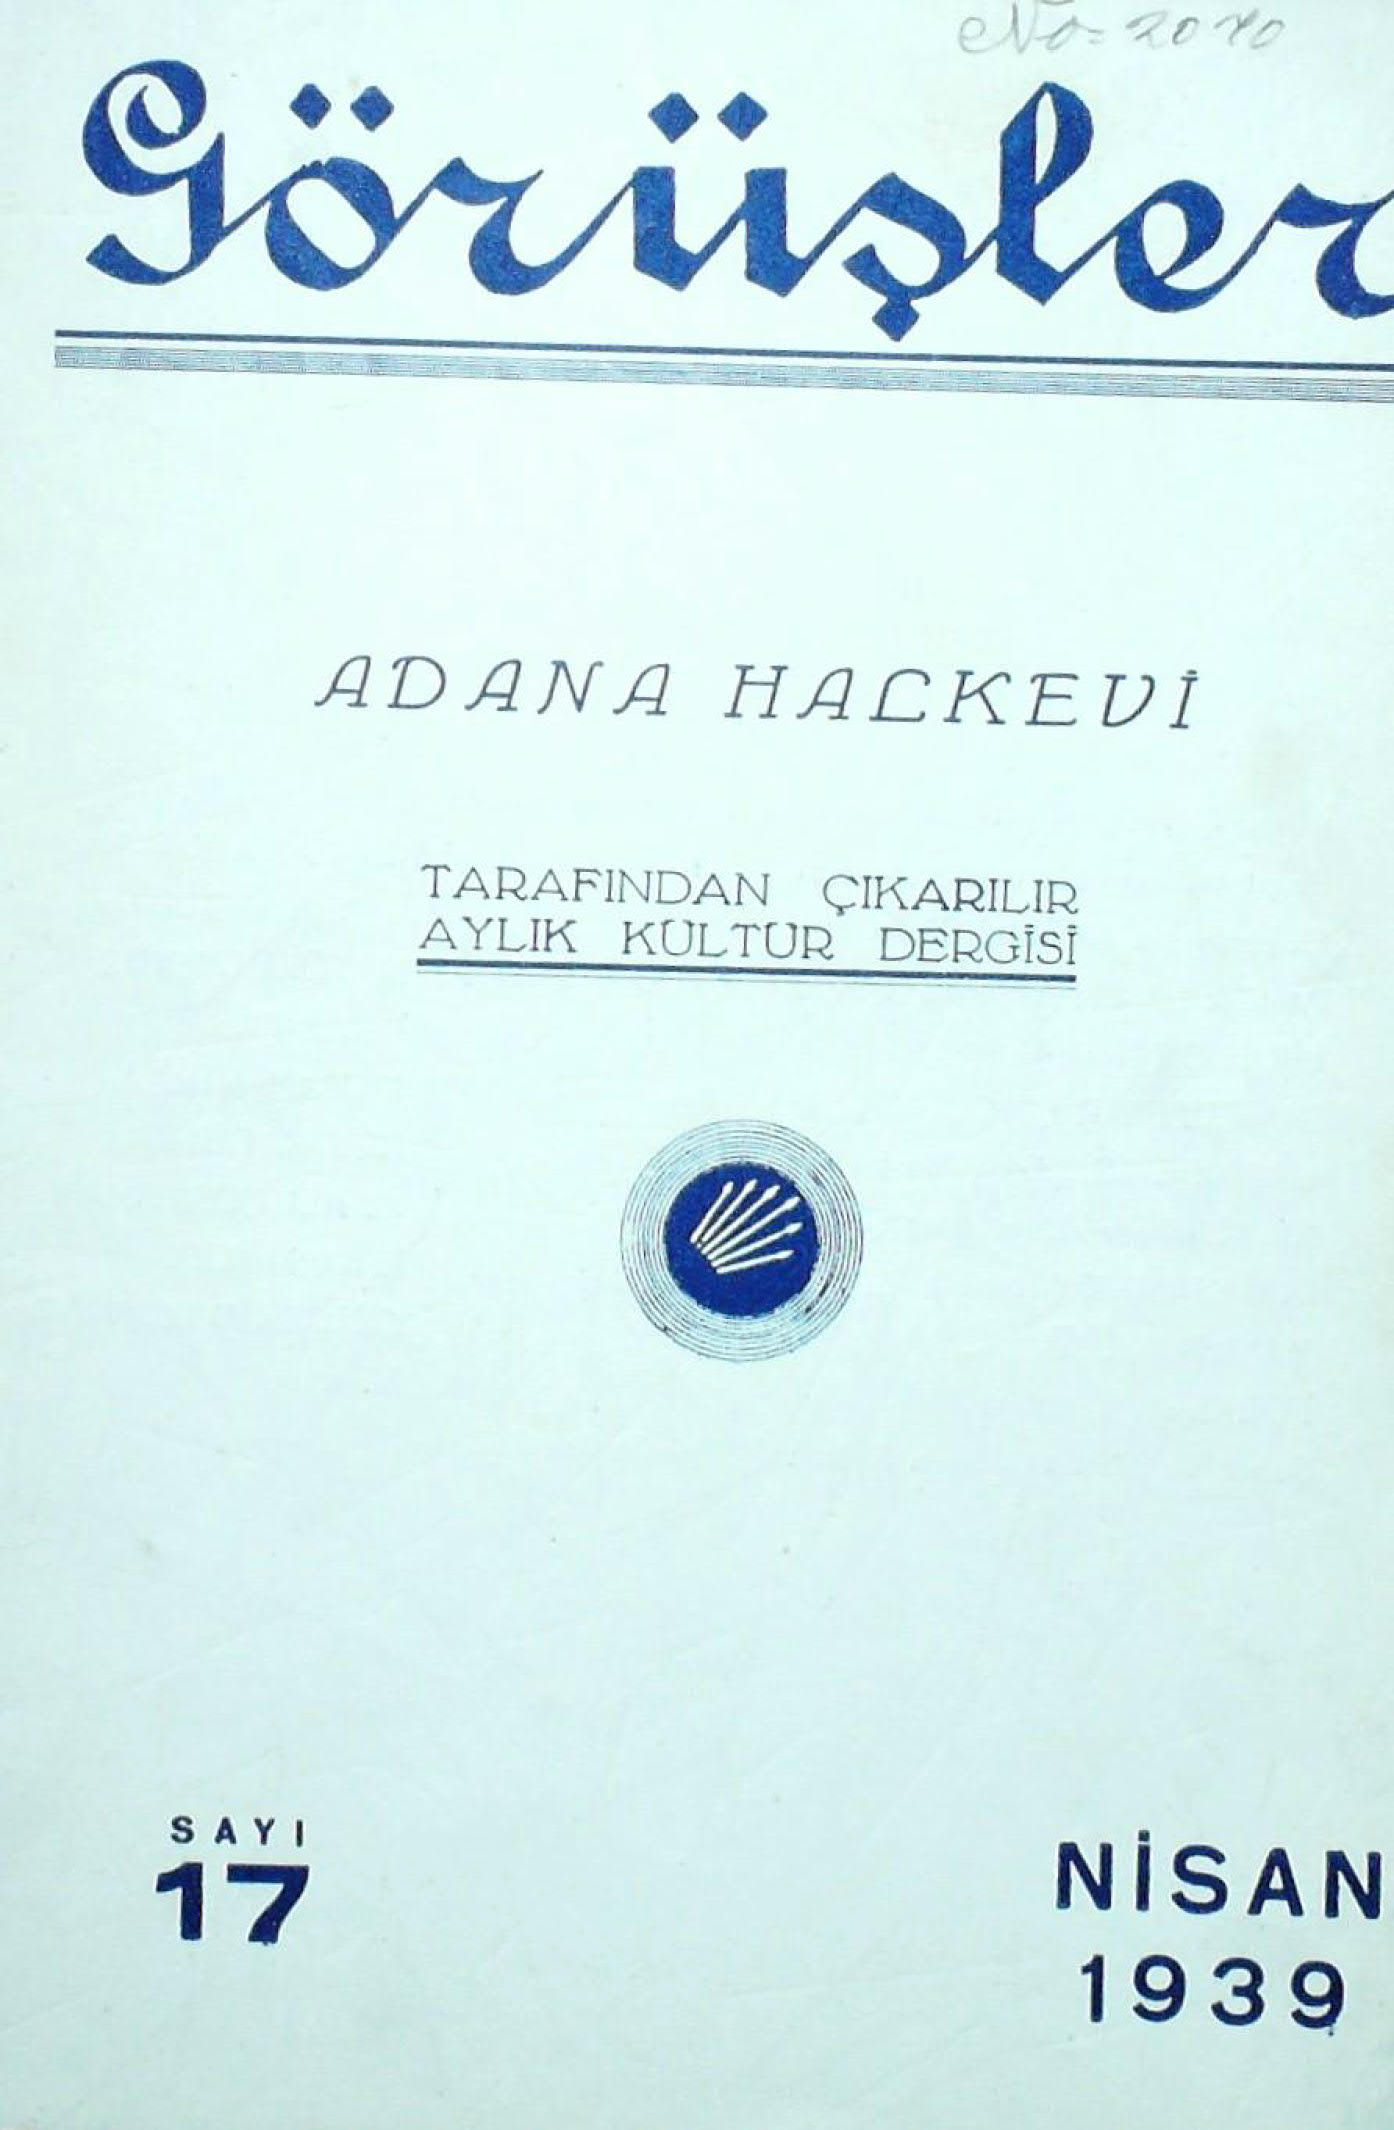 No= 2070
Görüşler
ADANA HALKEVİ
TARAFINDAN ÇIKARILIR
AYLIK KÜLTÜR DERGİSİ
SAYI
17
NİSAN
1939